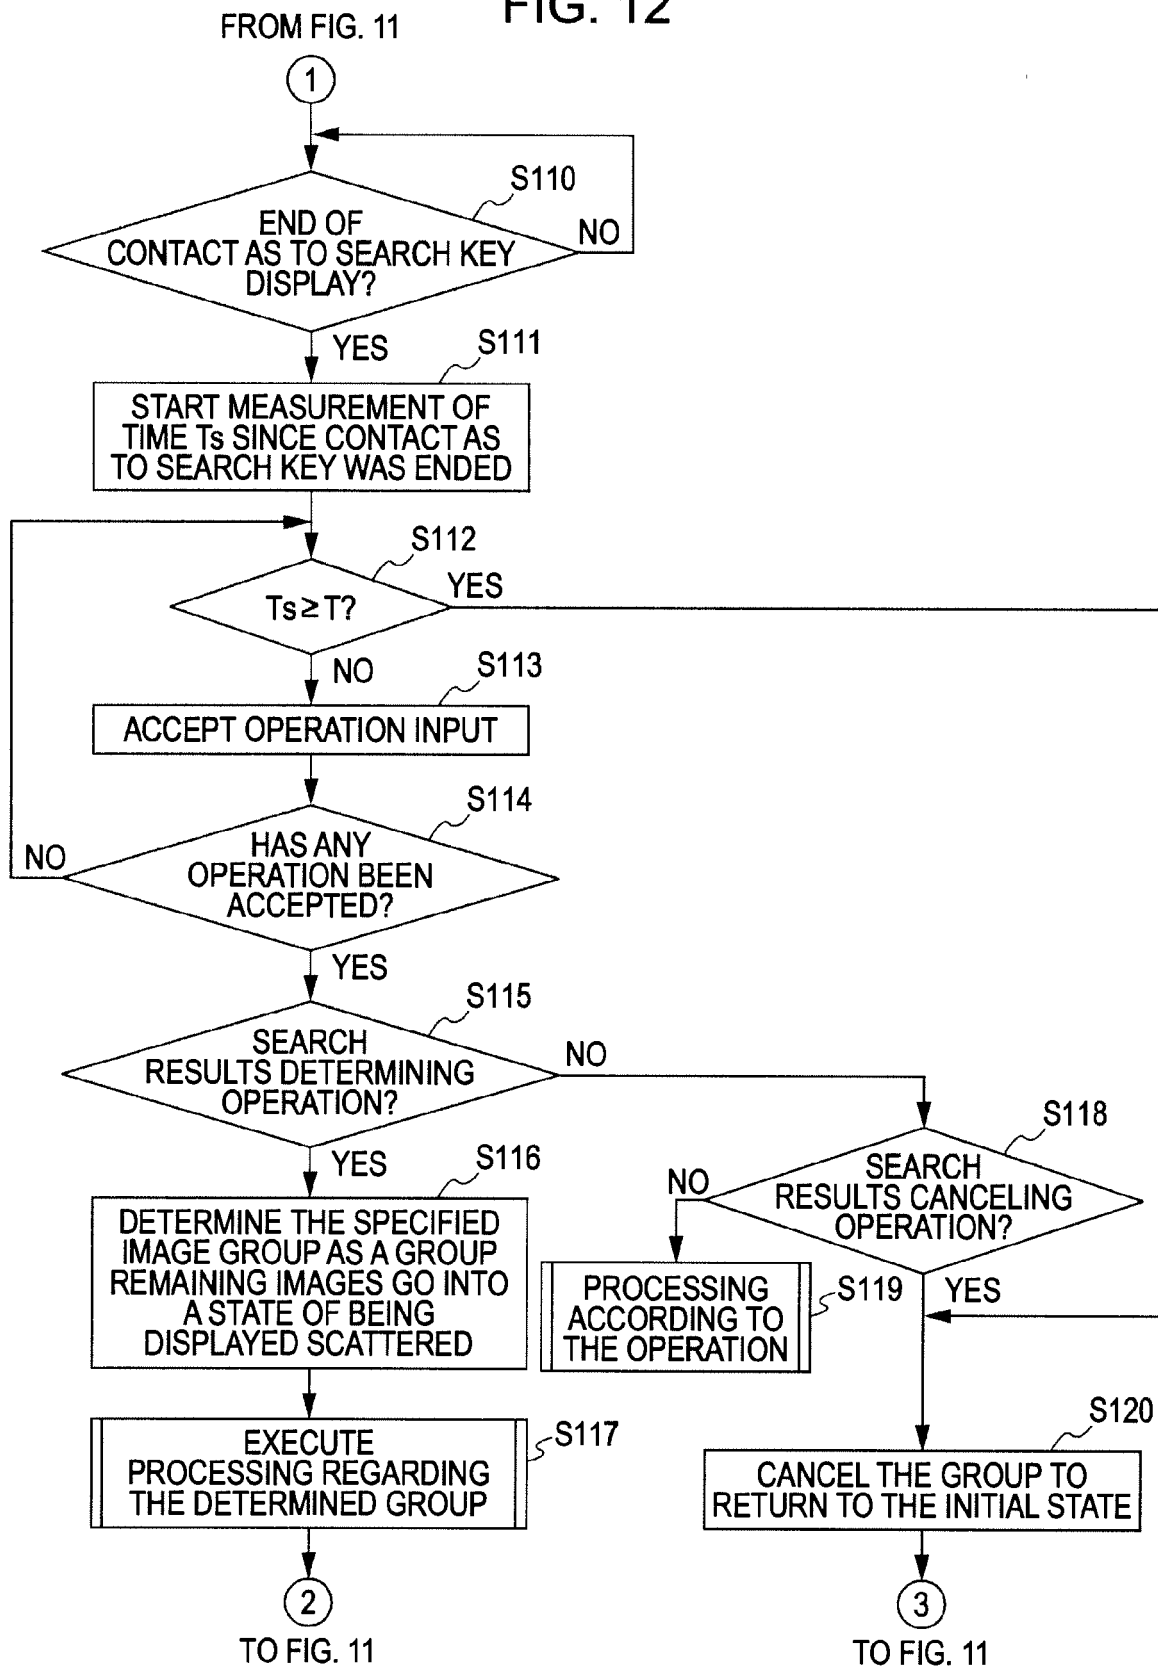 FIG. 12
FROM FIG. 11
1
S110
END OF
CONTACT AS TO SEARCH KEY
DISPLAY?
NO
YES
S111
START MEASUREMENT OF
TIME Ts SINCE CONTACT AS
TO SEARCH KEY WAS ENDED
S112
Ts ≥ T?
YES
NO
S113
ACCEPT OPERATION INPUT
S114
HAS ANY
OPERATION BEEN
ACCEPTED?
NO
YES
S115
SEARCH
RESULTS DETERMINING
OPERATION?
NO
YES
S116
DETERMINE THE SPECIFIED
IMAGE GROUP AS A GROUP
REMAINING IMAGES GO INTO
A STATE OF BEING
DISPLAYED SCATTERED
S117
EXECUTE
PROCESSING REGARDING
THE DETERMINED GROUP
2
TO FIG. 11
S118
SEARCH
RESULTS CANCELING
OPERATION?
NO
YES
S119
PROCESSING
ACCORDING TO
THE OPERATION
S120
CANCEL THE GROUP TO
RETURN TO THE INITIAL STATE
3
TO FIG. 11